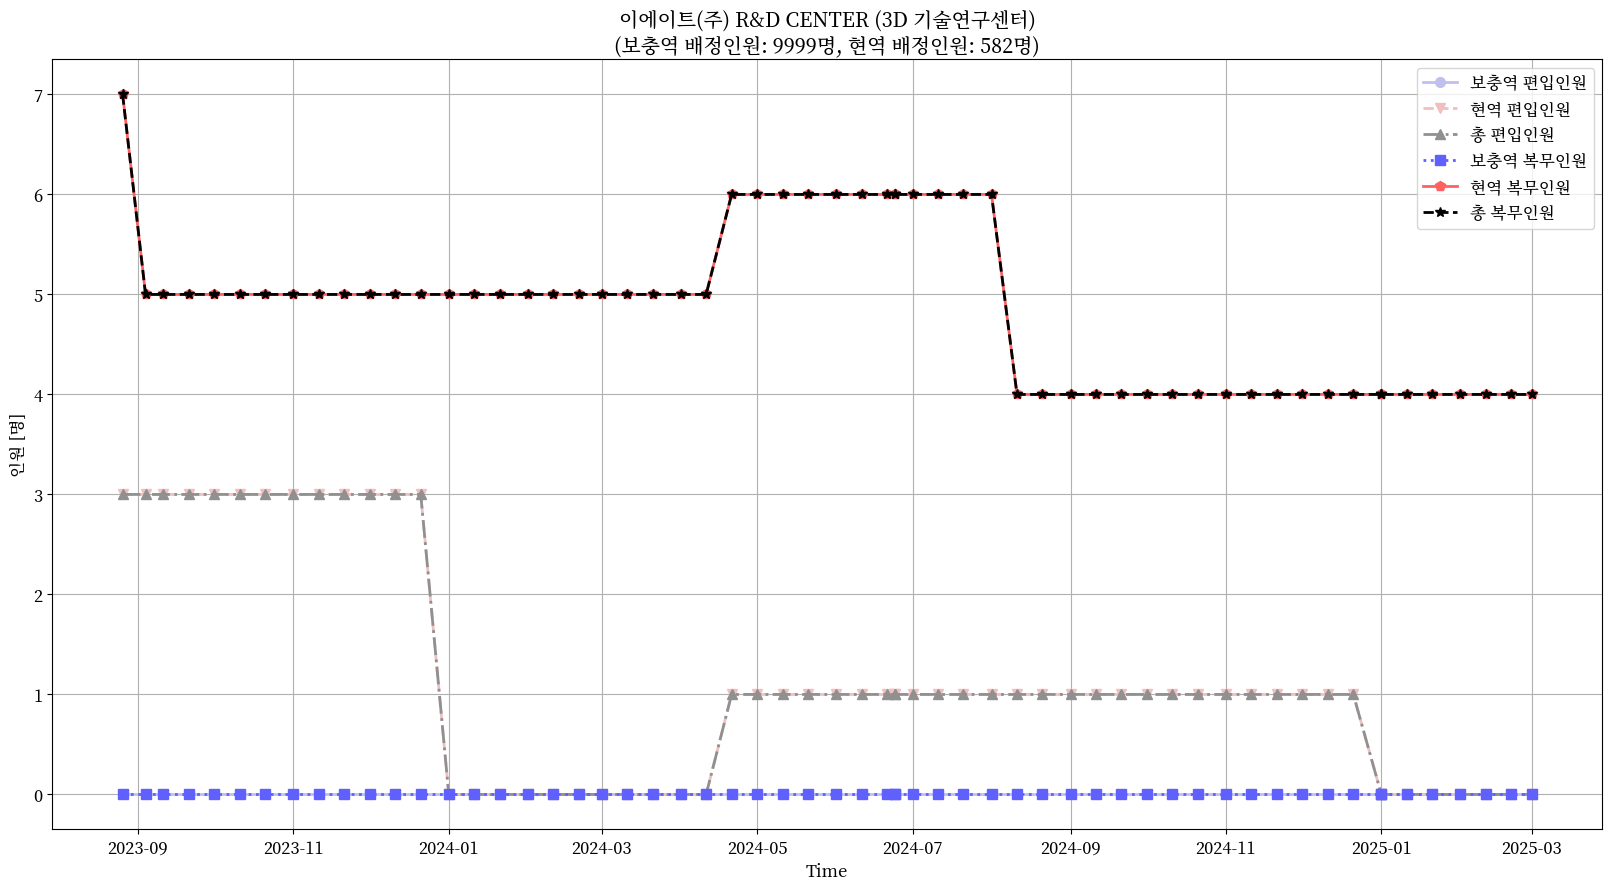 이에이트(주) R&D CENTER (3D 기술연구센터)
(보충역 배정인원: 9999명, 현역 배정인원: 582명)
보충역 편입인원
현역 편입인원
총 편입인원
보충역 복무인원
현역 복무인원
총 복무인원
인원 [명]
7
6
5
4
3
2
1
0
2023-09
2023-11
2024-01
2024-03
2024-05
2024-07
2024-09
2024-11
2025-01
2025-03
Time